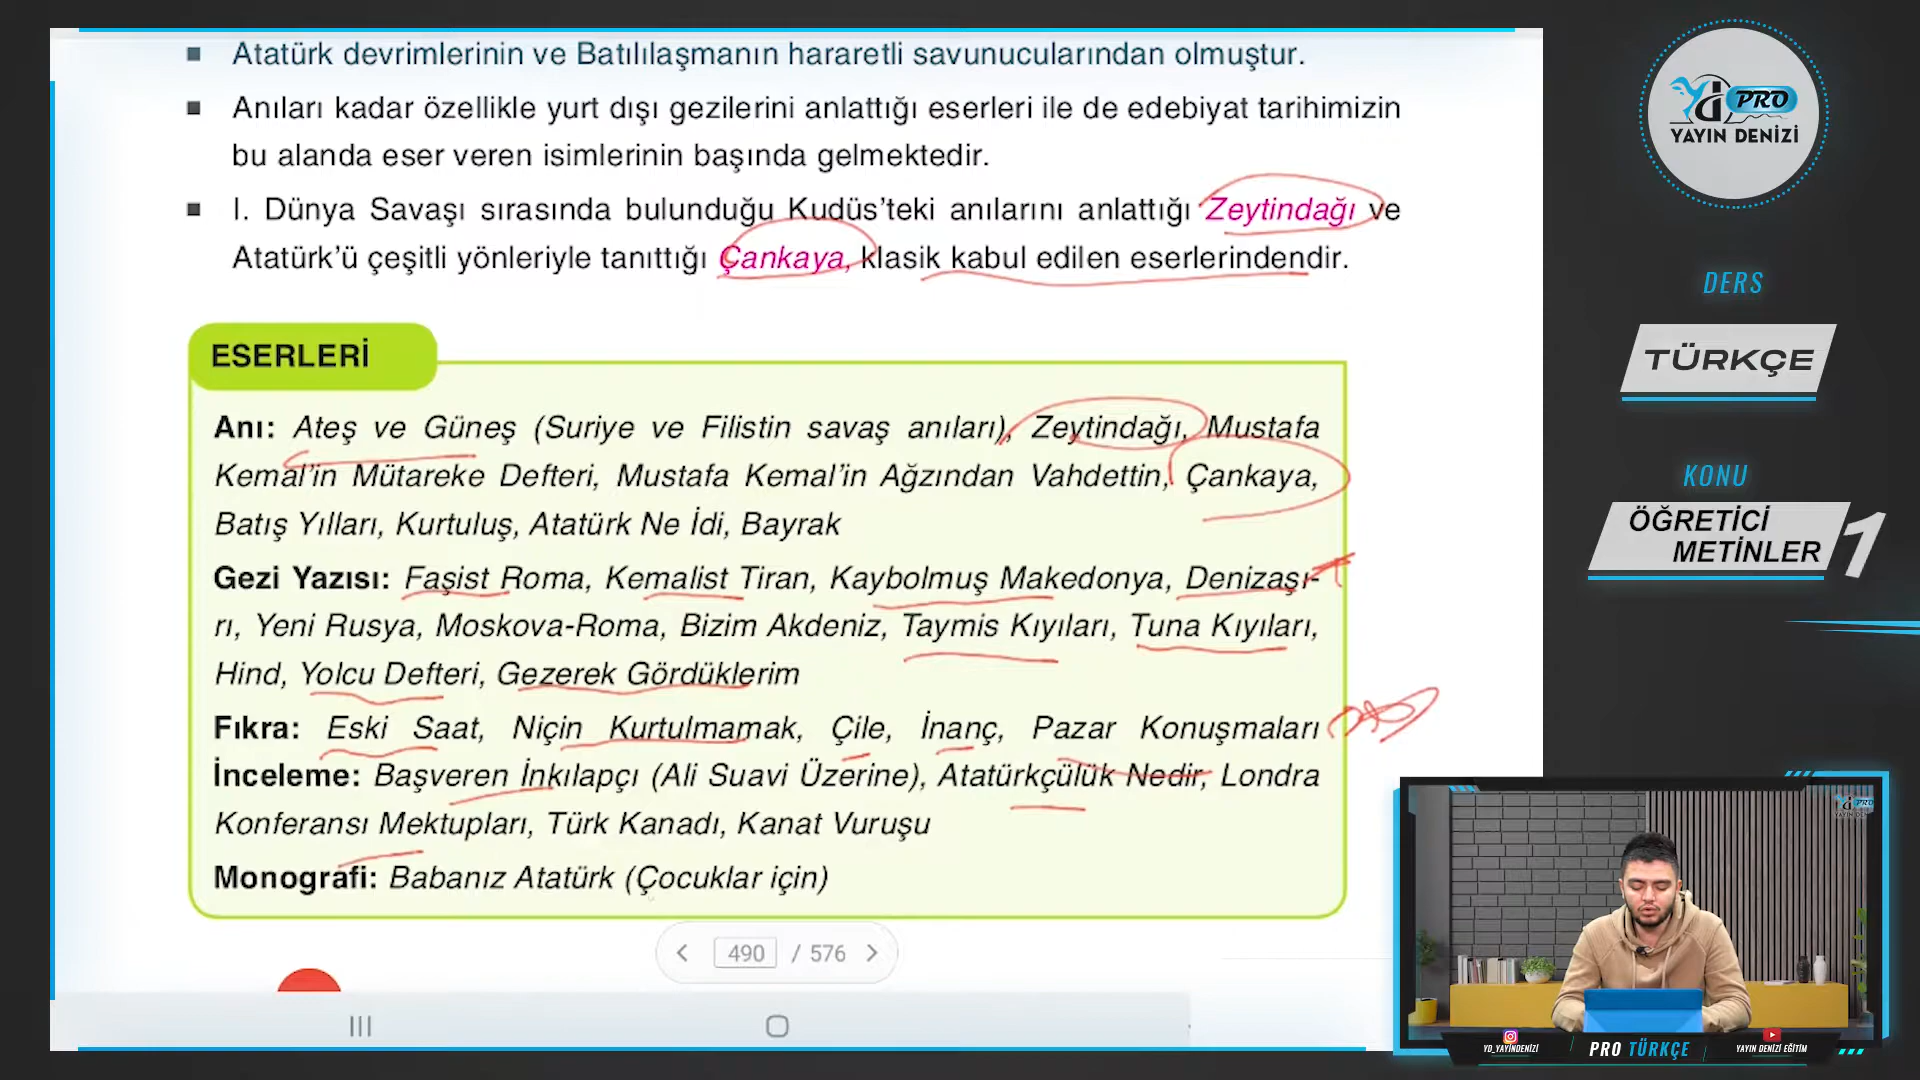 Atatürk devrimlerinin ve Batılılaşmanın hararetli savunucularından olmuştur.
Anıları kadar özellikle yurt dışı gezilerini anlattığı eserleri ile de edebiyat tarihimizin
bu alanda eser veren isimlerinin başında gelmektedir.
I. Dünya Savaşı sırasında bulunduğu Kudüs'teki anılarını anlattığı Zeytindağı ve
Atatürk'ü çeşitli yönleriyle tanıttığı Çankaya, klasik kabul edilen eserlerindendir.
ESERLERİ
Anı: Ateş ve Güneş (Suriye ve Filistin savaş anıları), Zeytindağı, Mustafa
Kemal'in Mütareke Defteri, Mustafa Kemal'in Ağzından Vahdettin, Çankaya,
Batış Yılları, Kurtuluş, Atatürk Ne İdi, Bayrak
Gezi Yazısı: Faşist Roma, Kemalist Tiran, Kaybolmuş Makedonya, Denizaşı-
rı, Yeni Rusya, Moskova-Roma, Bizim Akdeniz, Taymis Kıyıları, Tuna Kıyıları,
Hind, Yolcu Defteri, Gezerek Gördüklerim
Fıkra: Eski Saat, Niçin Kurtulmamak, Çile, İnanç, Pazar Konuşmaları
İnceleme: Başveren İnkılapçı (Ali Suavi Üzerine), Atatürkçülük Nedir, Londra
Konferansı Mektupları, Türk Kanadı, Kanat Vuruşu
Monografi: Babanız Atatürk (Çocuklar için)
490 / 576
yd PRO
YAYIN DENİZİ
DERS
TÜRKÇE
KONU
ÖĞRETİCİ
METİNLER 1
YD_YAYINDENIZI
PRO TÜRKÇE
YAYIN DENİZİ EĞİTİM